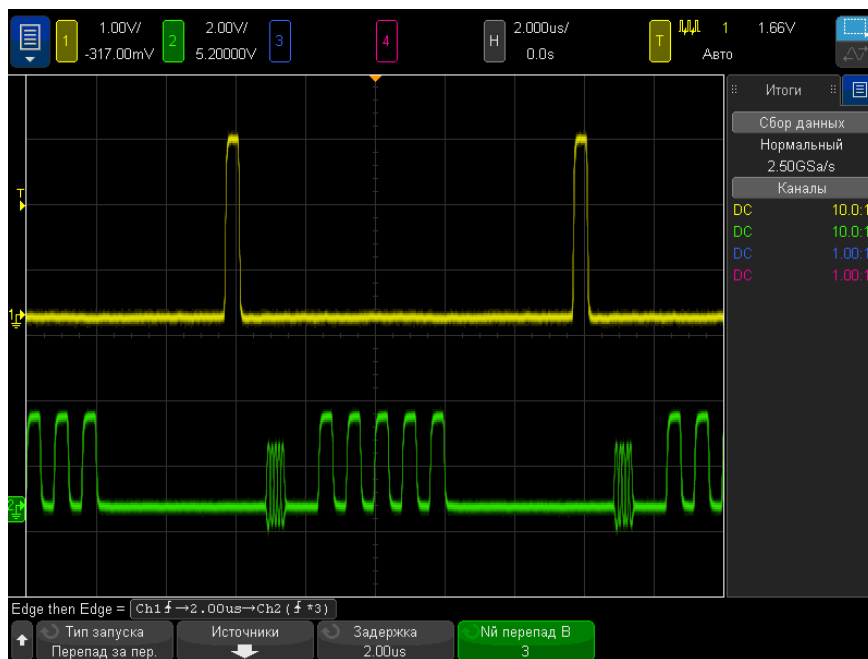 1 1.00V/ 2 2.00V/ 3 4 H 2.000us/ T 1 1.66V
-317.00mV 5.20000V 0.0s Авто
Итоги
Сбор данных
Нормальный
2.50GSa/s
Каналы
DC 10.0:1
DC 10.0:1
DC 1.00:1
DC 1.00:1
T
1
2
Edge then Edge = Ch1→2.00us→Ch2(*3)
Тип запуска
Перепад за пер.
Источники
Задержка
2.00us
Nй перепад В
3